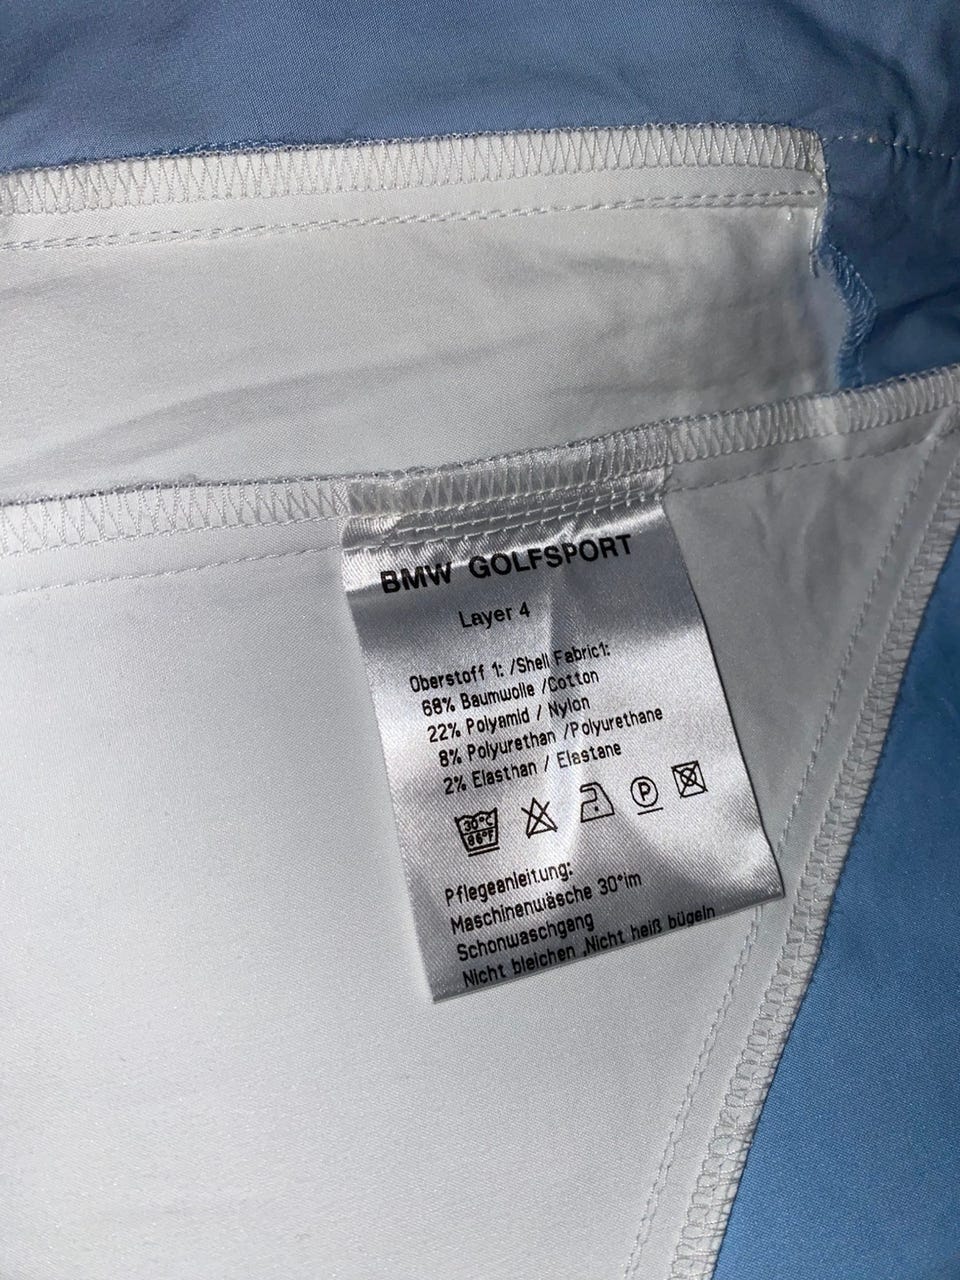 BMW GOLFSPORT
Layer 4
Oberstoff 1: /Shell Fabric1:
68% Baumwolle /Cotton
22% Polyamid / Nylon
8% Polyurethan /Polyurethane
2% Elasthan / Elastane
30°C
86°F
P
Pflegeanleitung:
Maschinenwäsche 30°im
Schonwaschgang
Nicht bleichen ,Nicht heiß bügeln